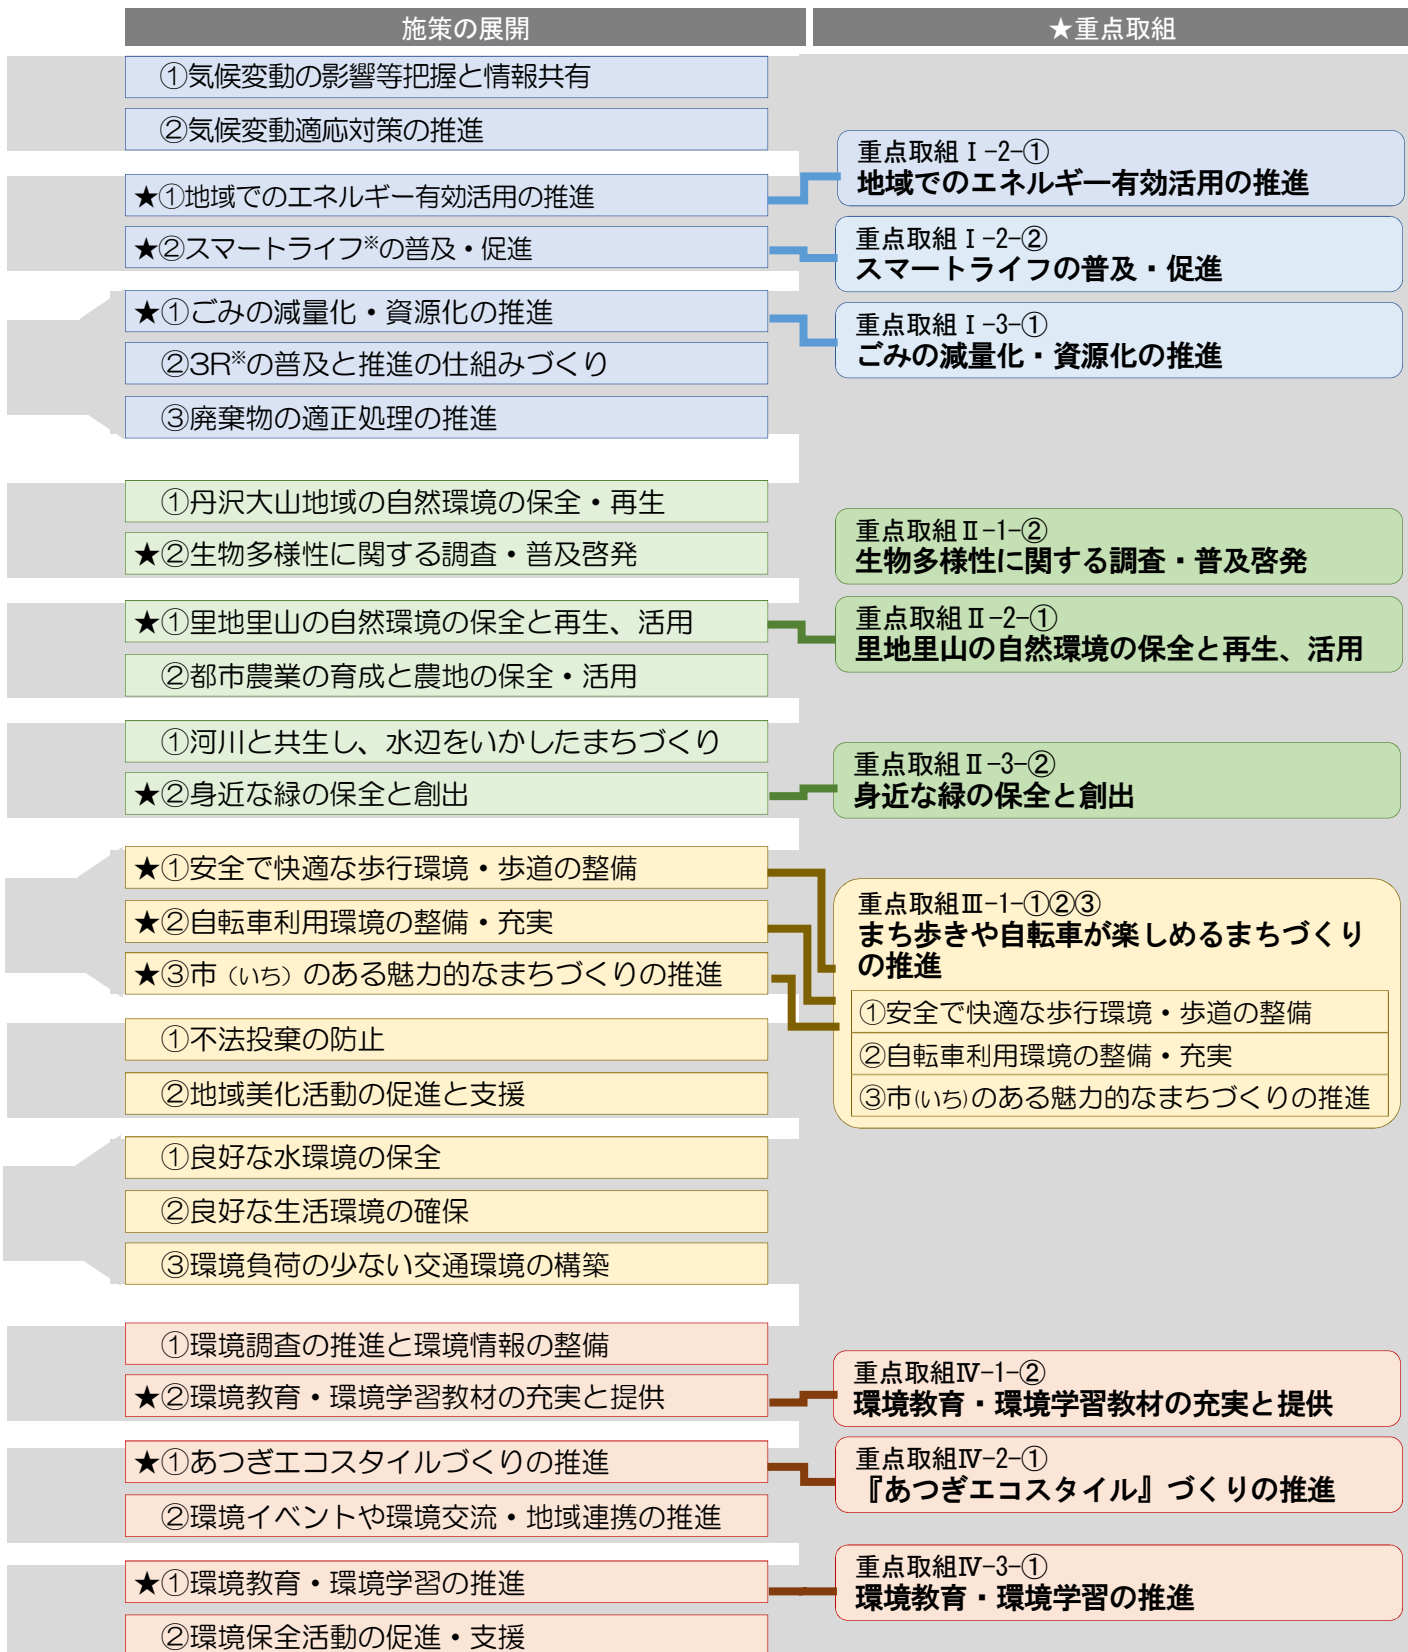 施策の展開
★重点取組
①気候変動の影響等把握と情報共有
②気候変動適応対策の推進
★①地域でのエネルギー有効活用の推進
★②スマートライフ※の普及・促進
★①ごみの減量化・資源化の推進
②3R※の普及と推進の仕組みづくり
③廃棄物の適正処理の推進
重点取組Ⅰ-2-①
地域でのエネルギー有効活用の推進
重点取組Ⅰ-2-②
スマートライフの普及・促進
重点取組Ⅰ-3-①
ごみの減量化・資源化の推進
①丹沢大山地域の自然環境の保全・再生
★②生物多様性に関する調査・普及啓発
★①里地里山の自然環境の保全と再生、活用
②都市農業の育成と農地の保全・活用
①河川と共生し、水辺をいかしたまちづくり
★②身近な緑の保全と創出
重点取組Ⅱ-1-②
生物多様性に関する調査・普及啓発
重点取組Ⅱ-2-①
里地里山の自然環境の保全と再生、活用
重点取組Ⅱ-3-②
身近な緑の保全と創出
★①安全で快適な歩行環境・歩道の整備
★②自転車利用環境の整備・充実
★③市（いち）のある魅力的なまちづくりの推進
①不法投棄の防止
②地域美化活動の促進と支援
①良好な水環境の保全
②良好な生活環境の確保
③環境負荷の少ない交通環境の構築
重点取組Ⅲ-1-①②③
まち歩きや自転車が楽しめるまちづくり
の推進
①安全で快適な歩行環境・歩道の整備
②自転車利用環境の整備・充実
③市(いち)のある魅力的なまちづくりの推進
①環境調査の推進と環境情報の整備
★②環境教育・環境学習教材の充実と提供
★①あつぎエコスタイルづくりの推進
②環境イベントや環境交流・地域連携の推進
★①環境教育・環境学習の推進
②環境保全活動の促進・支援
重点取組Ⅳ-1-②
環境教育・環境学習教材の充実と提供
重点取組Ⅳ-2-①
『あつぎエコスタイル』づくりの推進
重点取組Ⅳ-3-①
環境教育・環境学習の推進